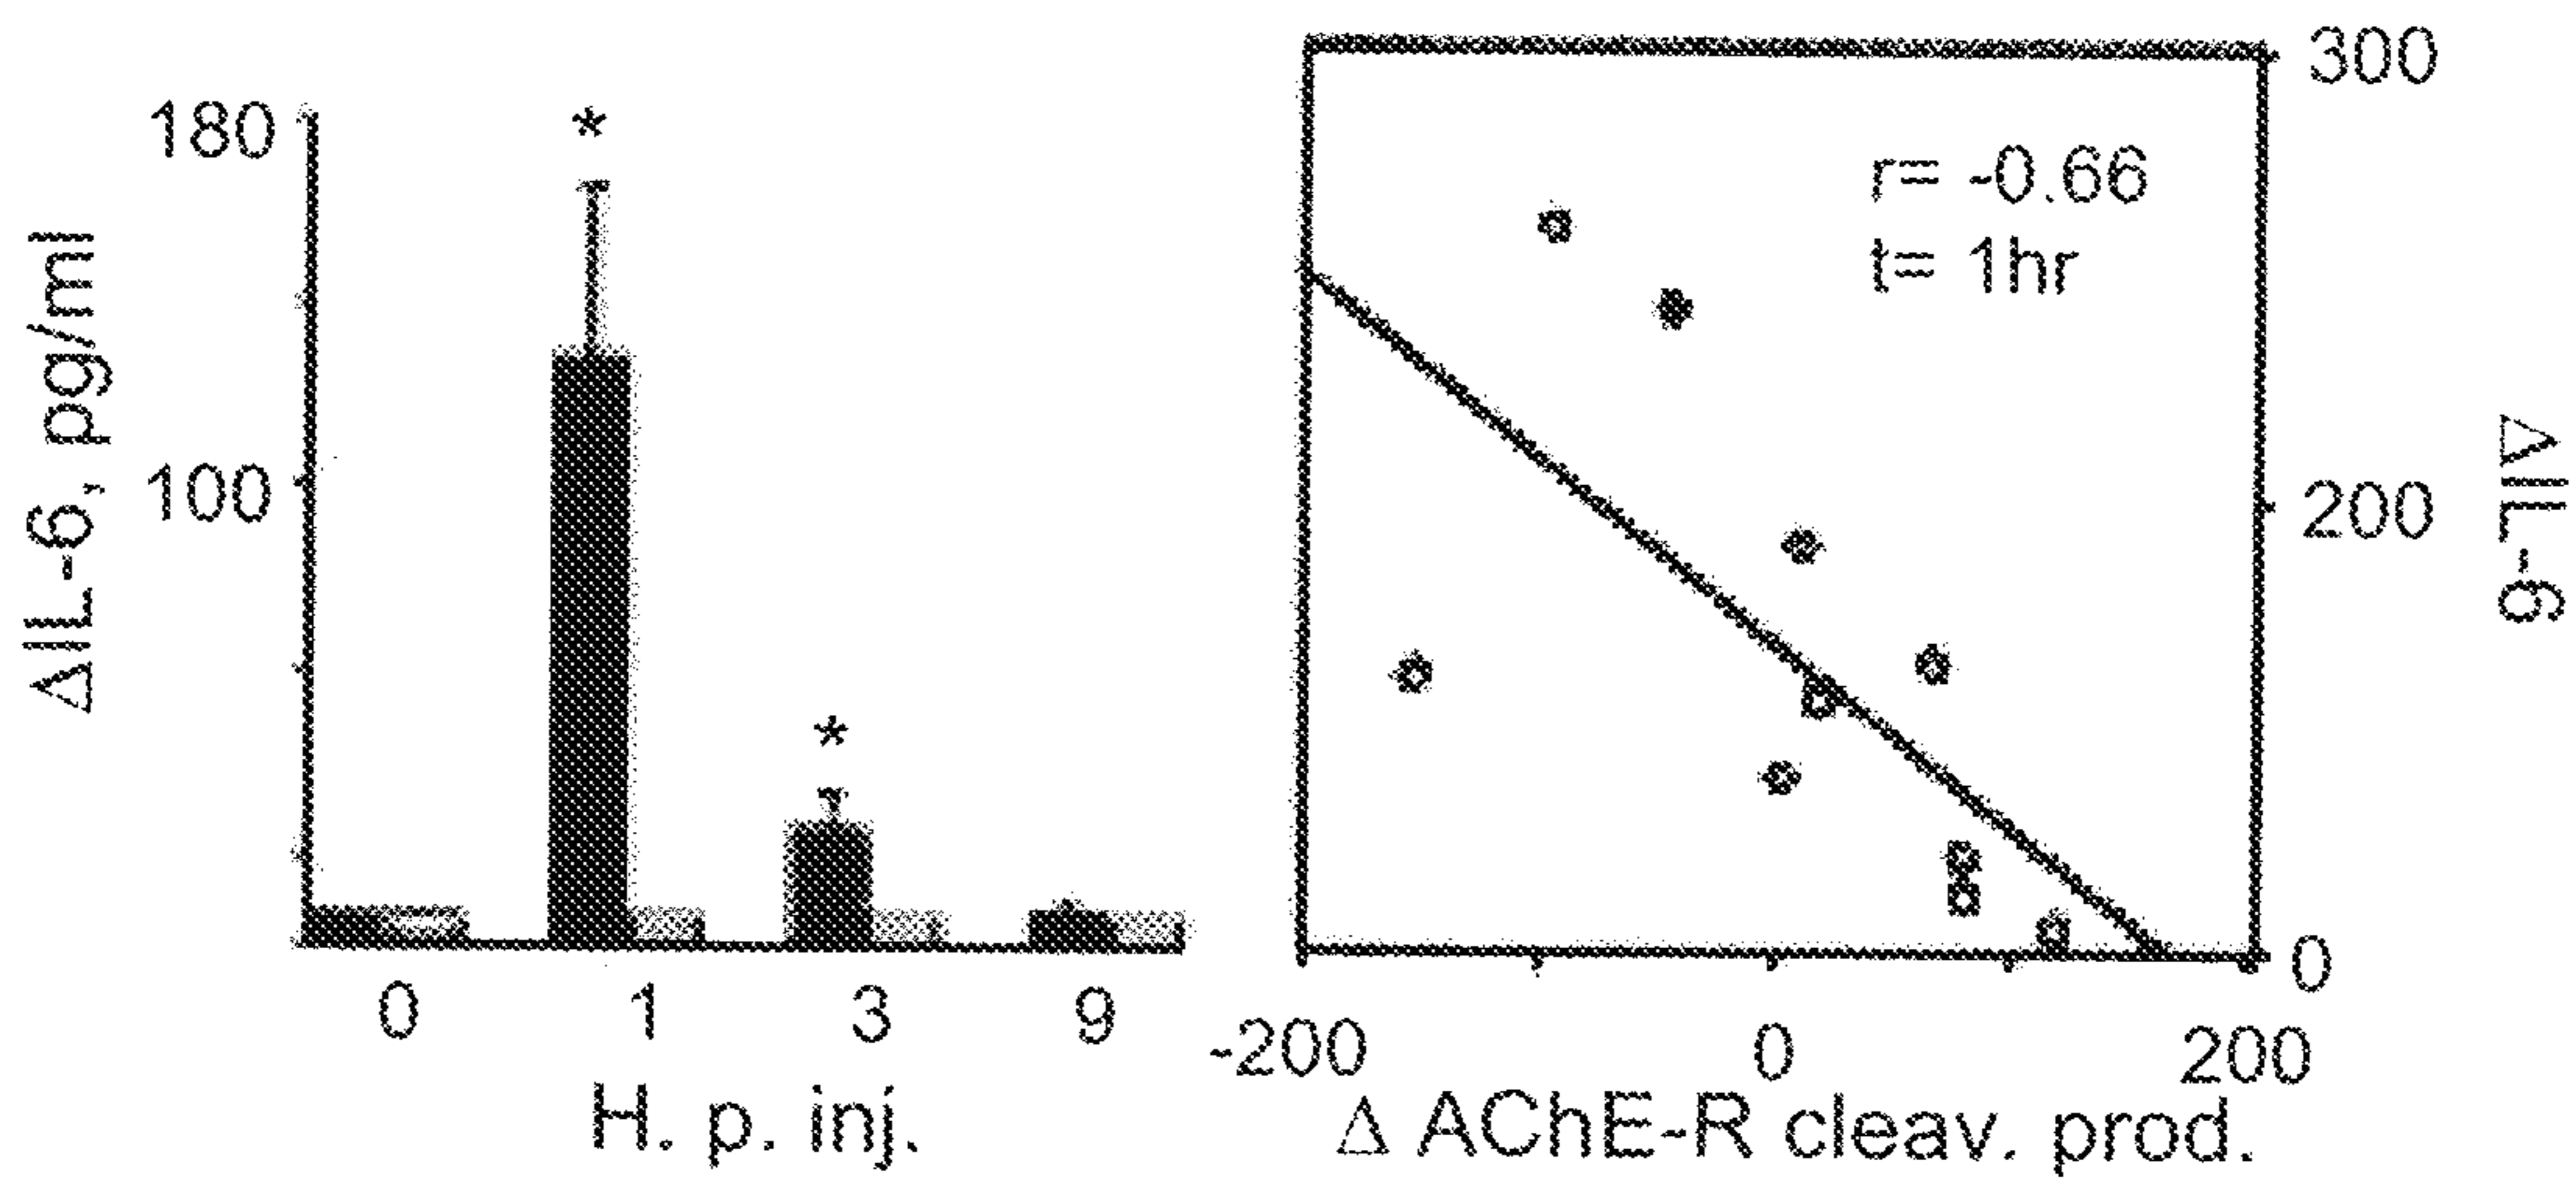 ΔIL-6, pg/ml
180
100
*
*
0 1 3 9
H. p. inj.
r= -0.66
t= 1hr
300
200
0
ΔIL-6
-200 0 200
Δ AChE-R cleav. prod.